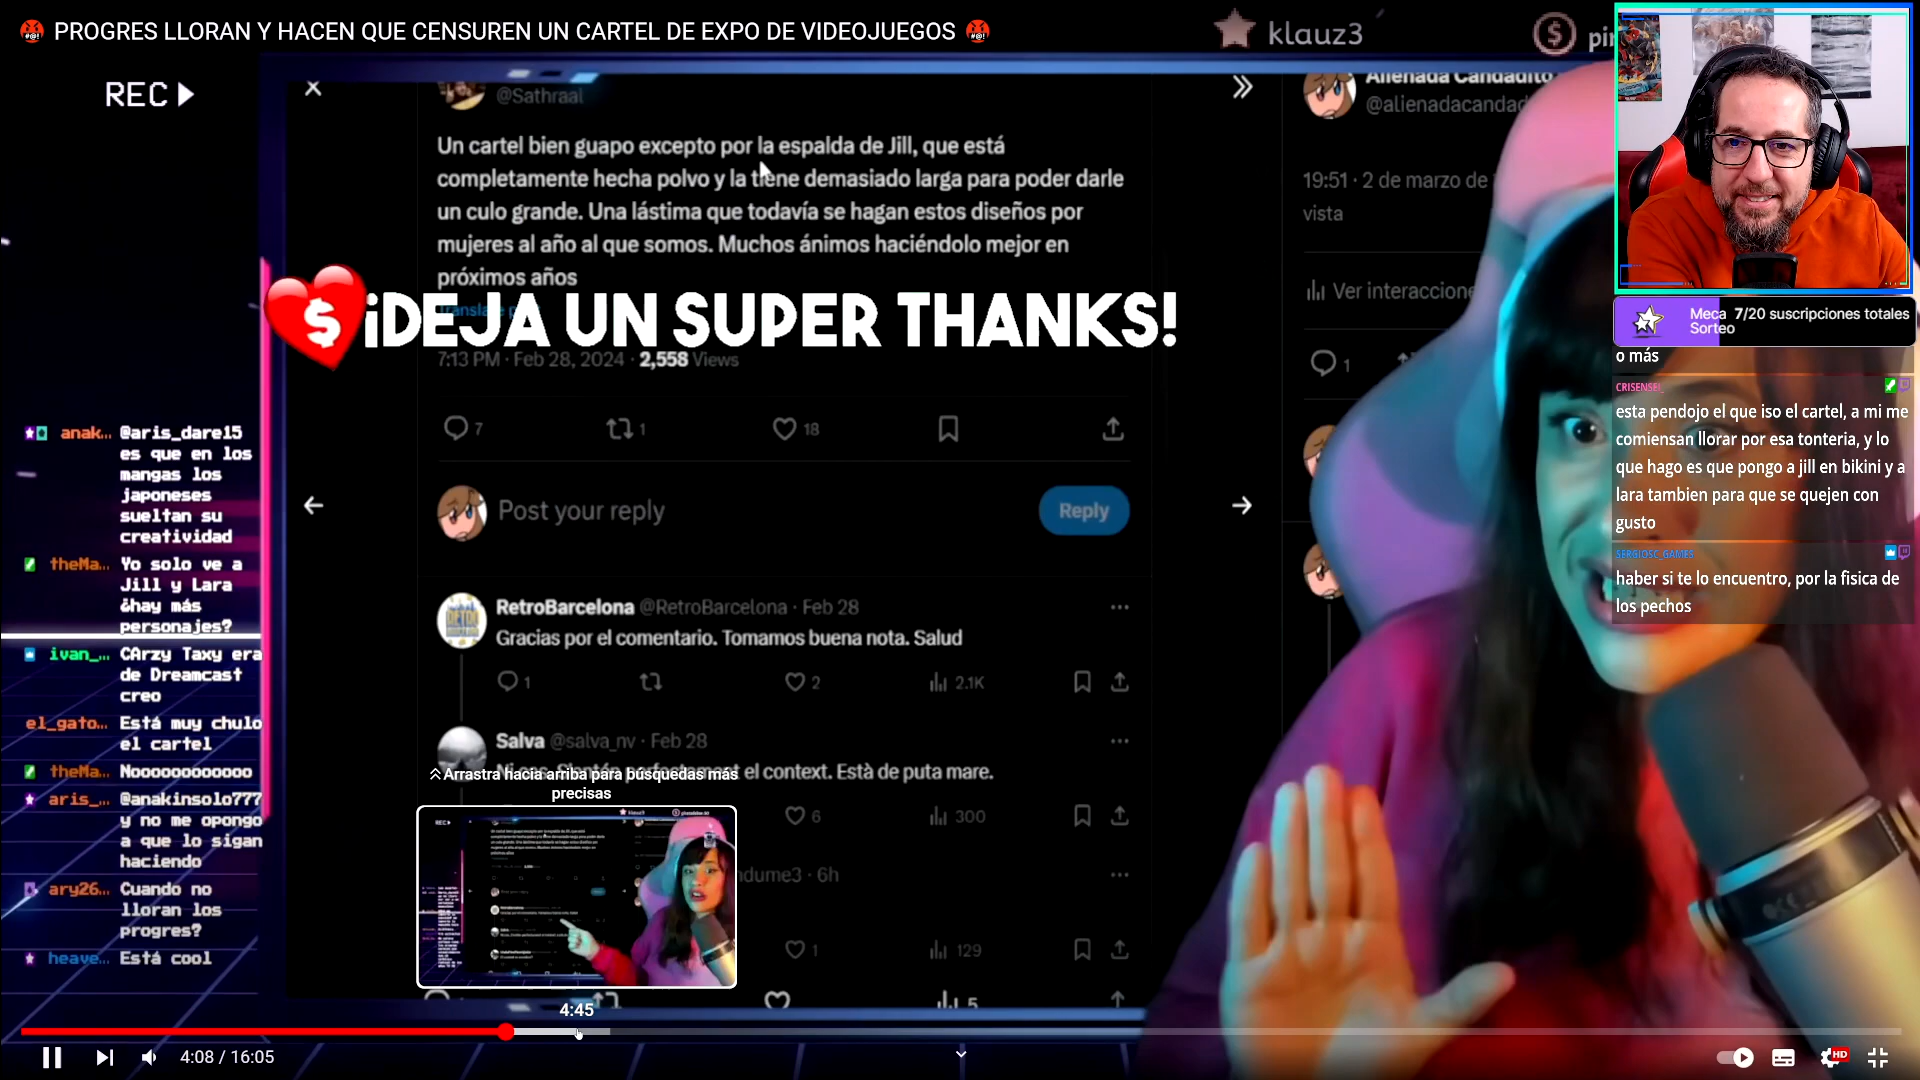 PROGRES LLORAN Y HACEN QUE CENSUREN UN CARTEL DE EXPO DE VIDEOJUEGOS
klauz3
REC
@Sathraal
Un cartel bien guapo excepto por la espalda de Jill, que está
completamente hecha polvo y la tiene demasiado larga para poder darle
un culo grande. Una lástima que todavía se hagan estos diseños por
mujeres al año al que somos. Muchos ánimos haciéndolo mejor en
próximos años
¡DEJA UN SUPER THANKS!
7:13 PM · Feb 28, 2024 · 2,558 Views
7
1
18
Post your reply
Reply
RetroBarcelona @RetroBarcelona · Feb 28
Gracias por el comentario. Tomamos buena nota. Salud
1
2
2.1K
Salva @salva_nv · Feb 28
el context. Està de puta mare.
6
300
6h
1
129
5
Alienada Candadito
@alienadacandad
19:51 · 2 de marzo de
vista
Ver interaccione
1
anak... @aris_dare15
es que en los
mangas los
japoneses
sueltan su
creatividad
theMa... Yo solo ve a
Jill y Lara
¿hay más
personajes?
ivan_... CArzy Taxy era
de Dreamcast
creo
el_gato... Está muy chulo
el cartel
theMa... Noooooooooooo
aris_... @anakinsolo777
y no me opongo
a que lo sigan
haciendo
ary26... Cuando no
lloran los
progres?
heave... Está cool
Arrastra hacia arriba para búsquedas más
precisas
4:45
4:08 / 16:05
HD
Meca 7/20 suscripciones totales
Sorteo
o más
CRISENSEI_
esta pendojo el que iso el cartel, a mi me
comiensan llorar por esa tonteria, y lo
que hago es que pongo a jill en bikini y a
lara tambien para que se quejen con
gusto
SERGIOSC_GAMES
haber si te lo encuentro, por la fisica de
los pechos